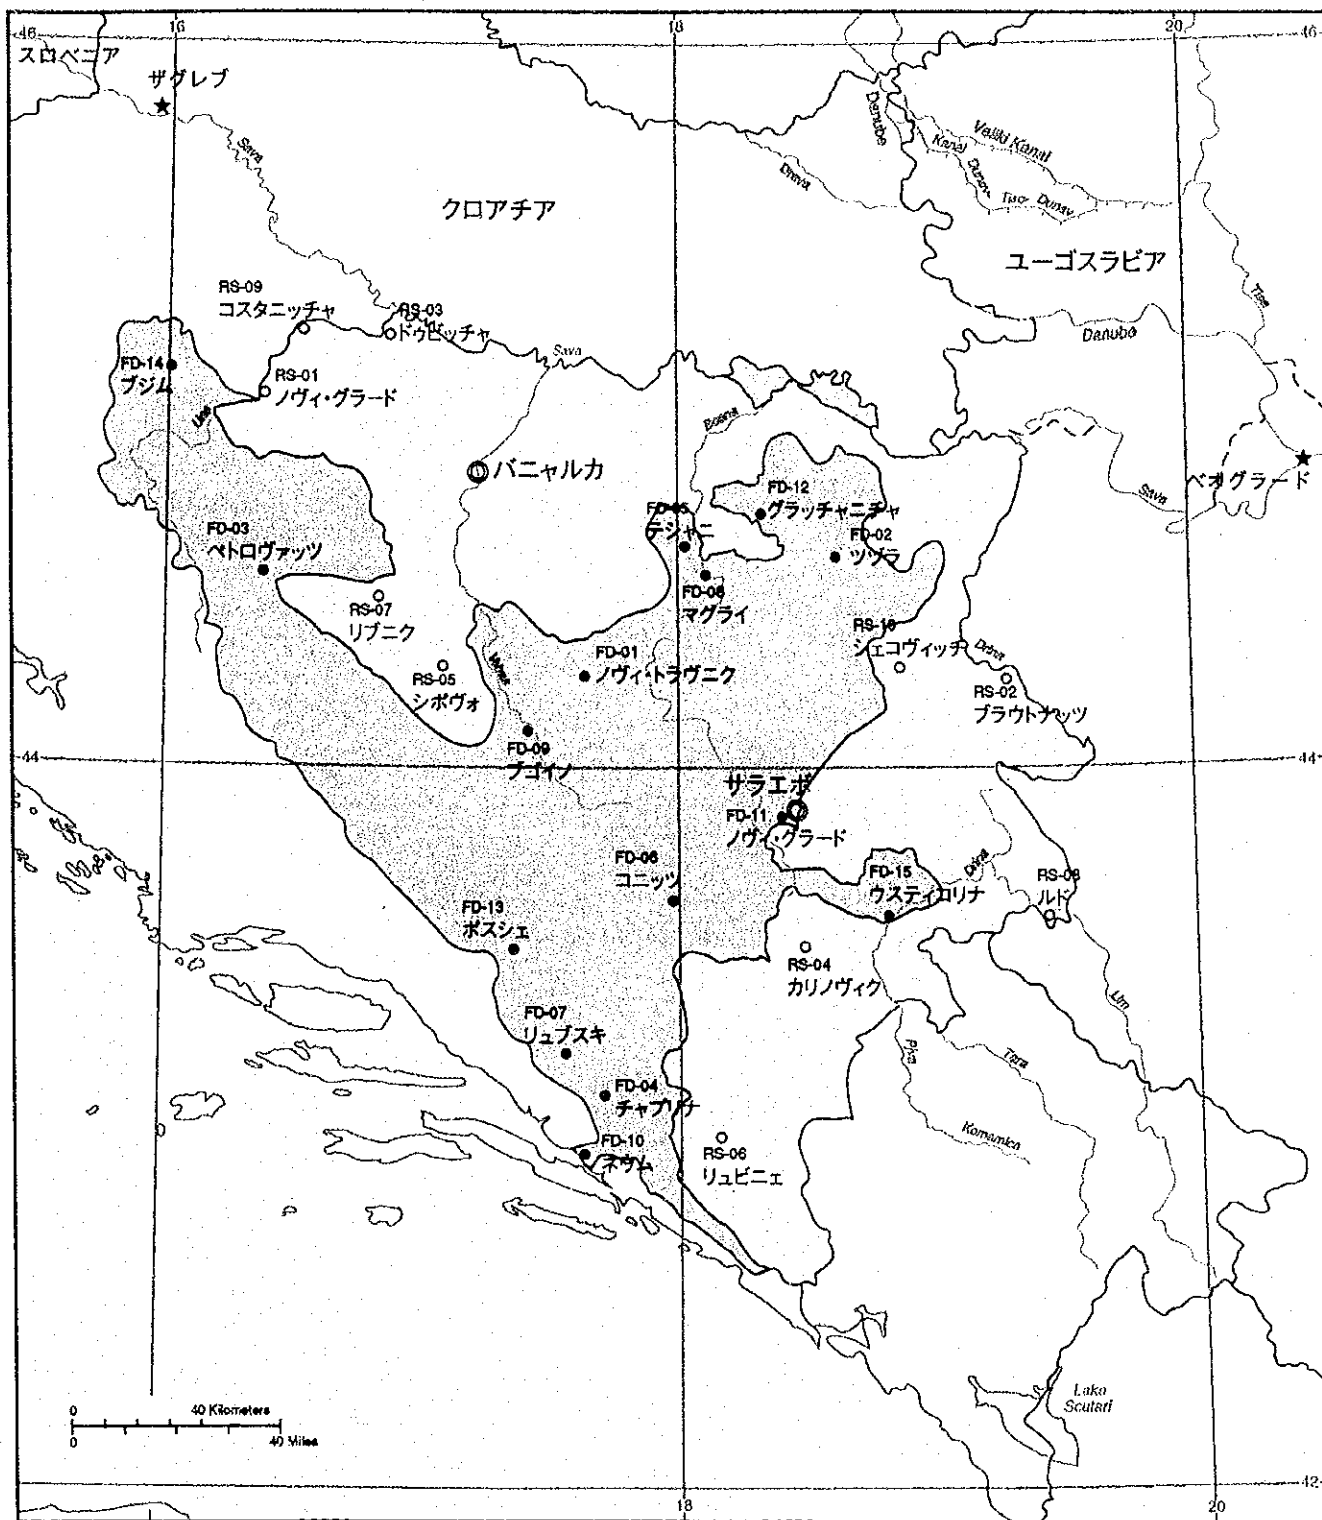 16
18
20
46
46
スロベニア
ザグレブ
Sava
Danube
Veliki Kanal
Kanal
Dunav
Tisa
Dunav
Drava
クロアチア
ユーゴスラビア
Danube
RS-09
コスタニッチャ
RS-03
ドゥビッチャ
Sava
FD-14
ブジム
RS-01
ノヴィ・グラード
Una
Bosna
バニャルカ
ベオグラード
Sava
FD-12
グラッチャニチャ
FD-05
テシャニ
FD-02
ツヅラ
FD-03
ペトロヴァッツ
FD-08
マグライ
RS-07
リブニク
RS-10
シェコヴィッチ
Drina
FD-01
ノヴィ・トラヴニク
RS-05
シポヴォ
Vrbas
RS-02
ブラウトナッツ
FD-09
ブゴイノ
44
44
サラエボ
FD-11
ノヴィ・グラード
FD-06
コニッツ
FD-15
ウスティコリナ
Drina
RS-08
ルド
FD-13
ポスシェ
RS-04
カリノヴィク
Lim
FD-07
リュブスキ
Piva
Tara
FD-04
チャプリナ
Komarnica
FD-10
ネウム
RS-06
リュビニェ
Lake
Scutari
0
40 Kilometers
0
40 Miles
42
18
20